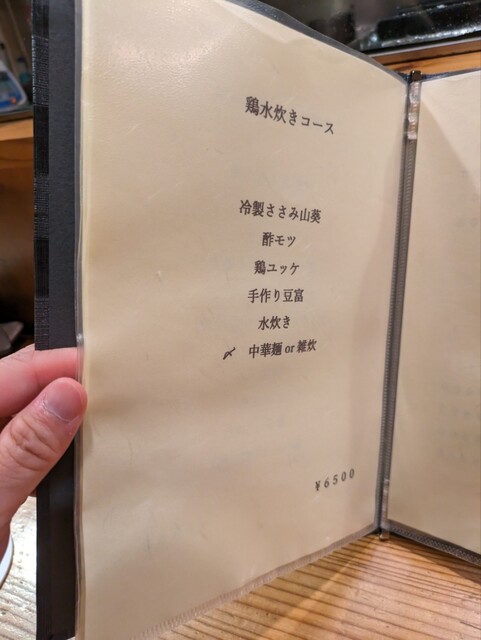 鶏水炊きコース
冷製ささみ山葵
酢モツ
鶏ユッケ
手作り豆富
水炊き
〆 中華麺 or 雑炊
¥6500